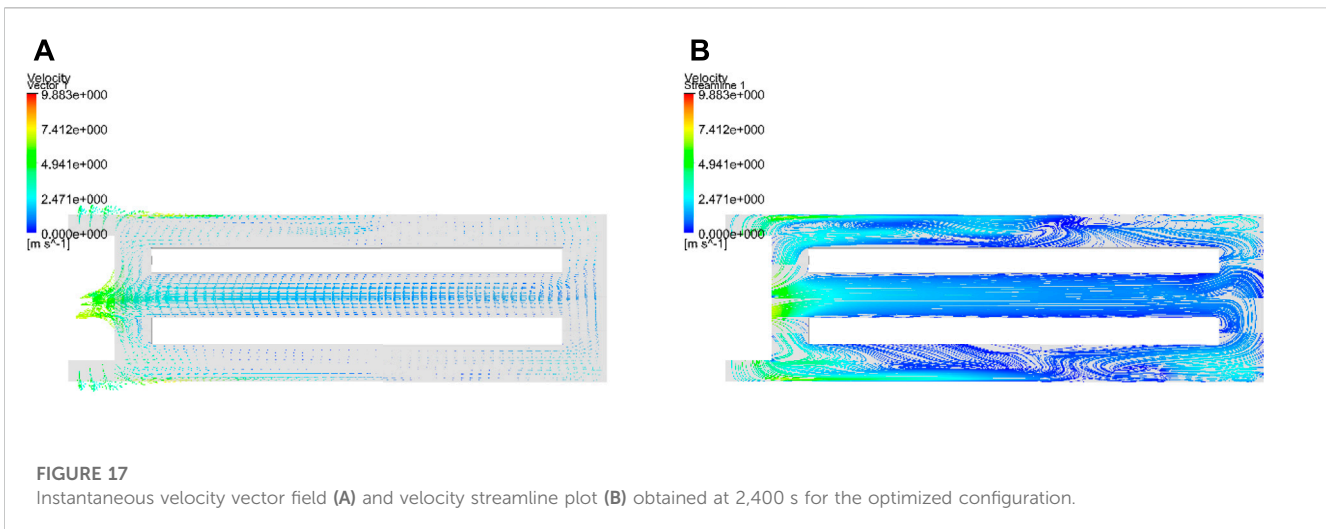 A
Velocity
Vector 1
9.883e+000
7.412e+000
4.941e+000
2.471e+000
0.000e+000
[m s^-1]
B
Velocity
Streamline 1
9.883e+000
7.412e+000
4.941e+000
2.471e+000
0.000e+000
[m s^-1]
FIGURE 17
Instantaneous velocity vector field (A) and velocity streamline plot (B) obtained at 2,400 s for the optimized configuration.